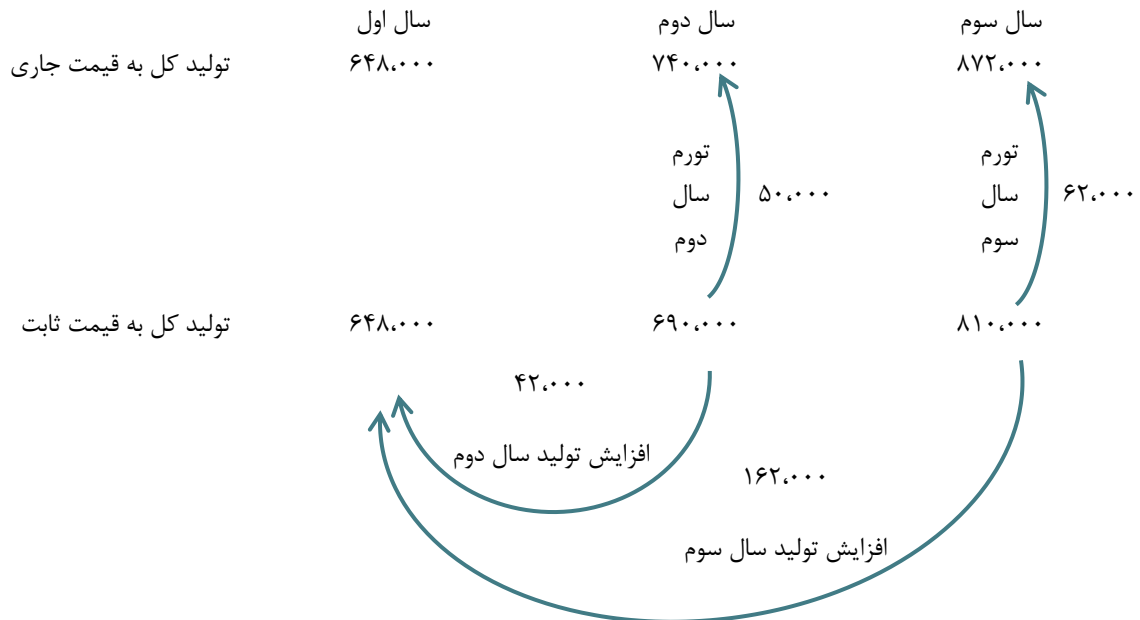 سال اول سال دوم سال سوم
تولید کل به قیمت جاری ۶۴۸،۰۰۰ ۷۴۰،۰۰۰ ۸۷۲،۰۰۰
تورم
سال
دوم
۵۰،۰۰۰
تورم
سال
سوم
۶۲،۰۰۰
تولید کل به قیمت ثابت ۶۴۸،۰۰۰ ۶۹۰،۰۰۰ ۸۱۰،۰۰۰
۴۲،۰۰۰
افزایش تولید سال دوم
۱۶۲،۰۰۰
افزایش تولید سال سوم